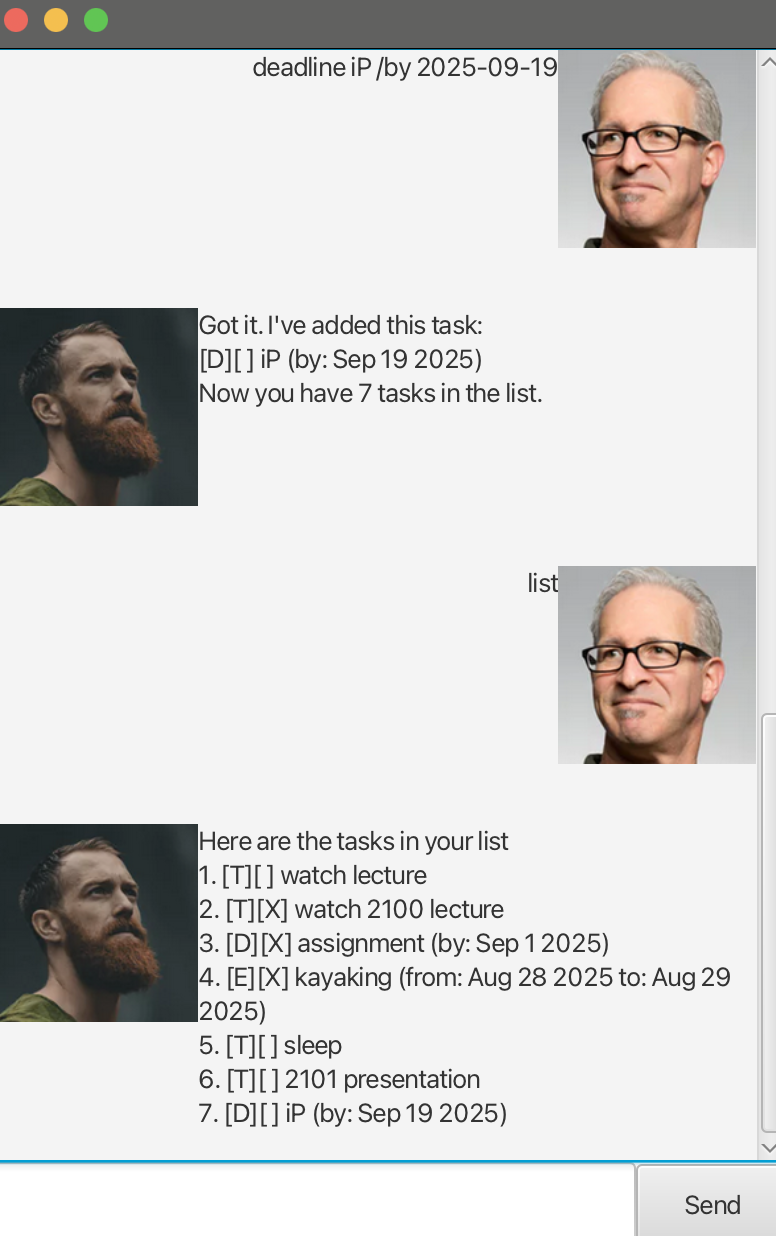 deadline iP /by 2025-09-19
Got it. I've added this task:
[D][ ] iP (by: Sep 19 2025)
Now you have 7 tasks in the list.
list
Here are the tasks in your list
1. [T][ ] watch lecture
2. [T][X] watch 2100 lecture
3. [D][X] assignment (by: Sep 1 2025)
4. [E][X] kayaking (from: Aug 28 2025 to: Aug 29
2025)
5. [T][ ] sleep
6. [T][ ] 2101 presentation
7. [D][ ] iP (by: Sep 19 2025)
Send